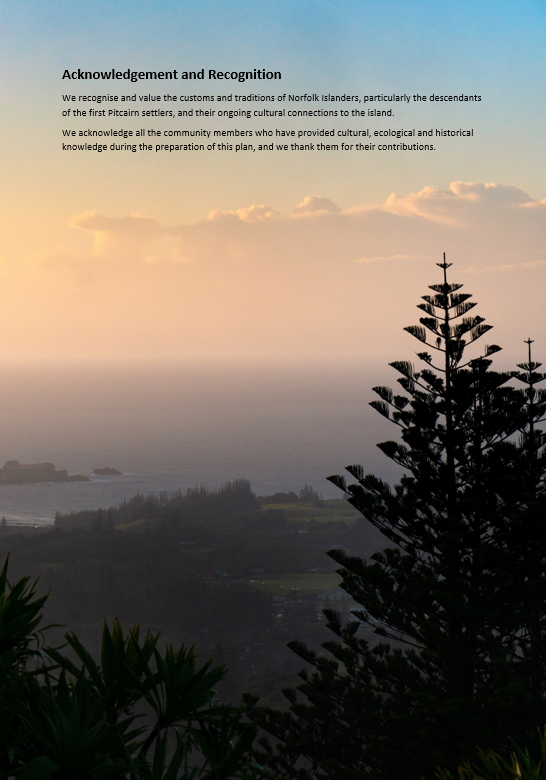 Acknowledgement and Recognition
We recognise and value the customs and traditions of Norfolk Islanders, particularly the descendants
of the first Pitcairn settlers, and their ongoing cultural connections to the island.
We acknowledge all the community members who have provided cultural, ecological and historical
knowledge during the preparation of this plan, and we thank them for their contributions.